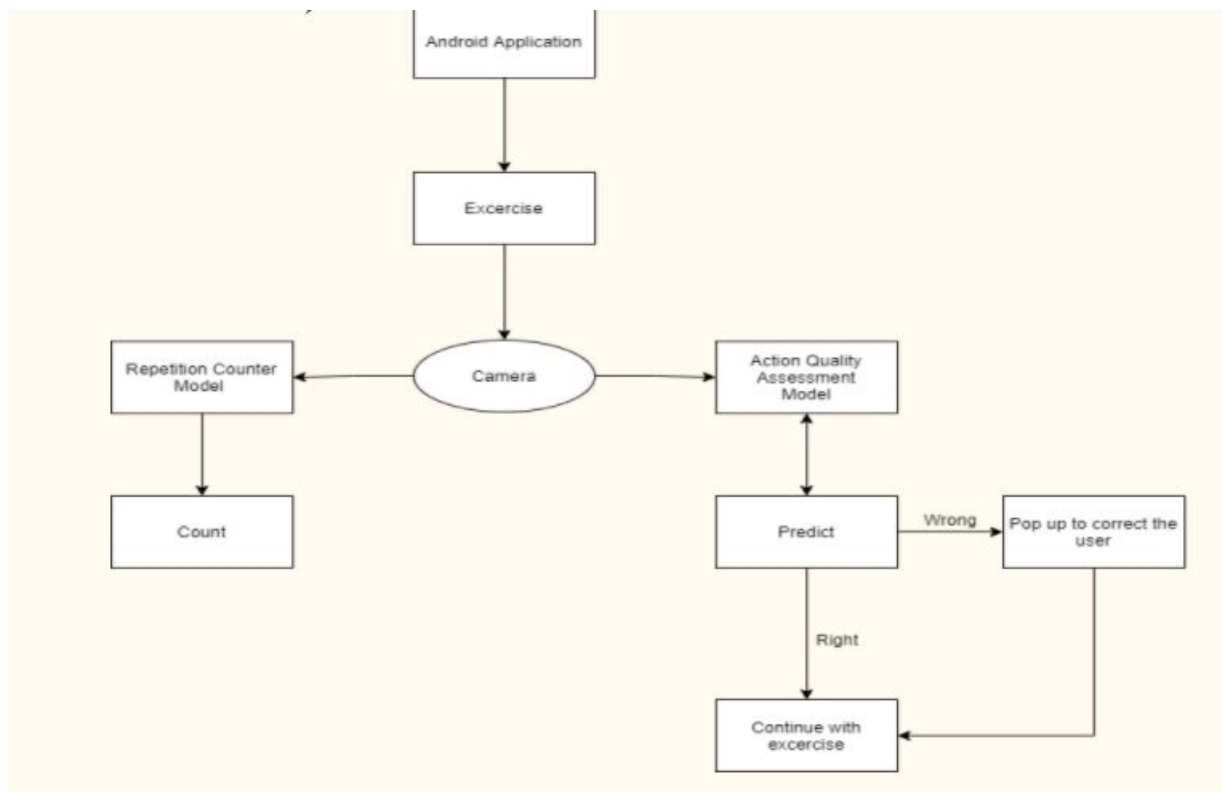 Android Application
Excercise
Repetition Counter
Model
Camera
Action Quality
Assessment
Model
Count
Predict
Wrong
Pop up to correct the
user
Right
Continue with
excercise